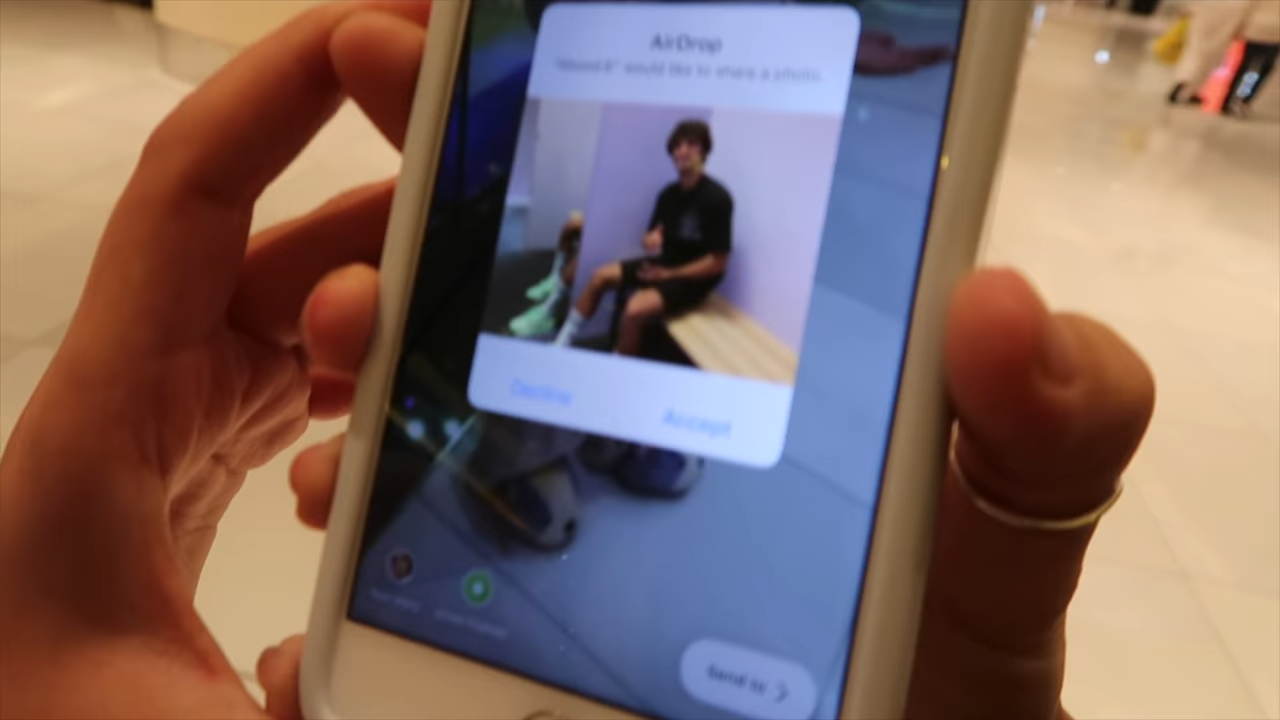 AirDrop
would like to share a photo.
Decline
Accept
Send to